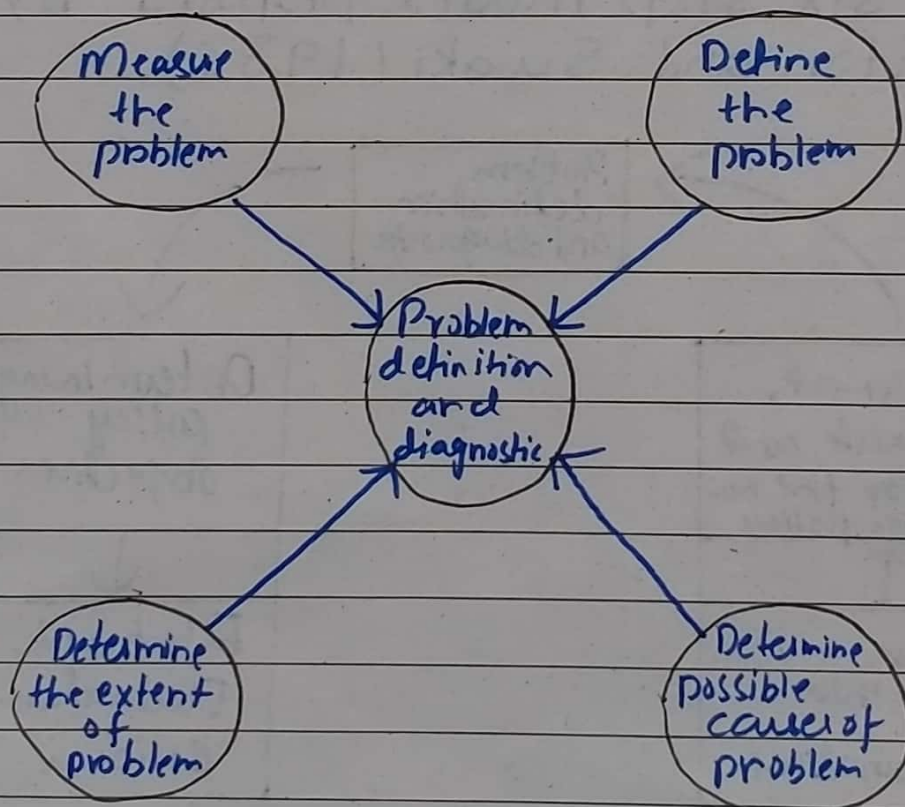 Measure
the
problem
Define
the
problem
Problem
definition
and
diagnostic
Determine
the extent
of
problem
Determine
possible
causes of
problem